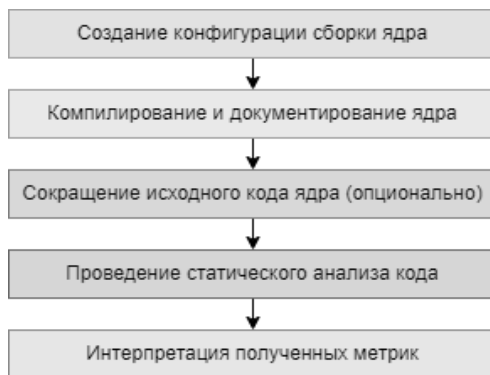 Создание конфигурации сборки ядра
Компилирование и документирование ядра
Сокращение исходного кода ядра (опционально)
Проведение статического анализа кода
Интерпретация полученных метрик